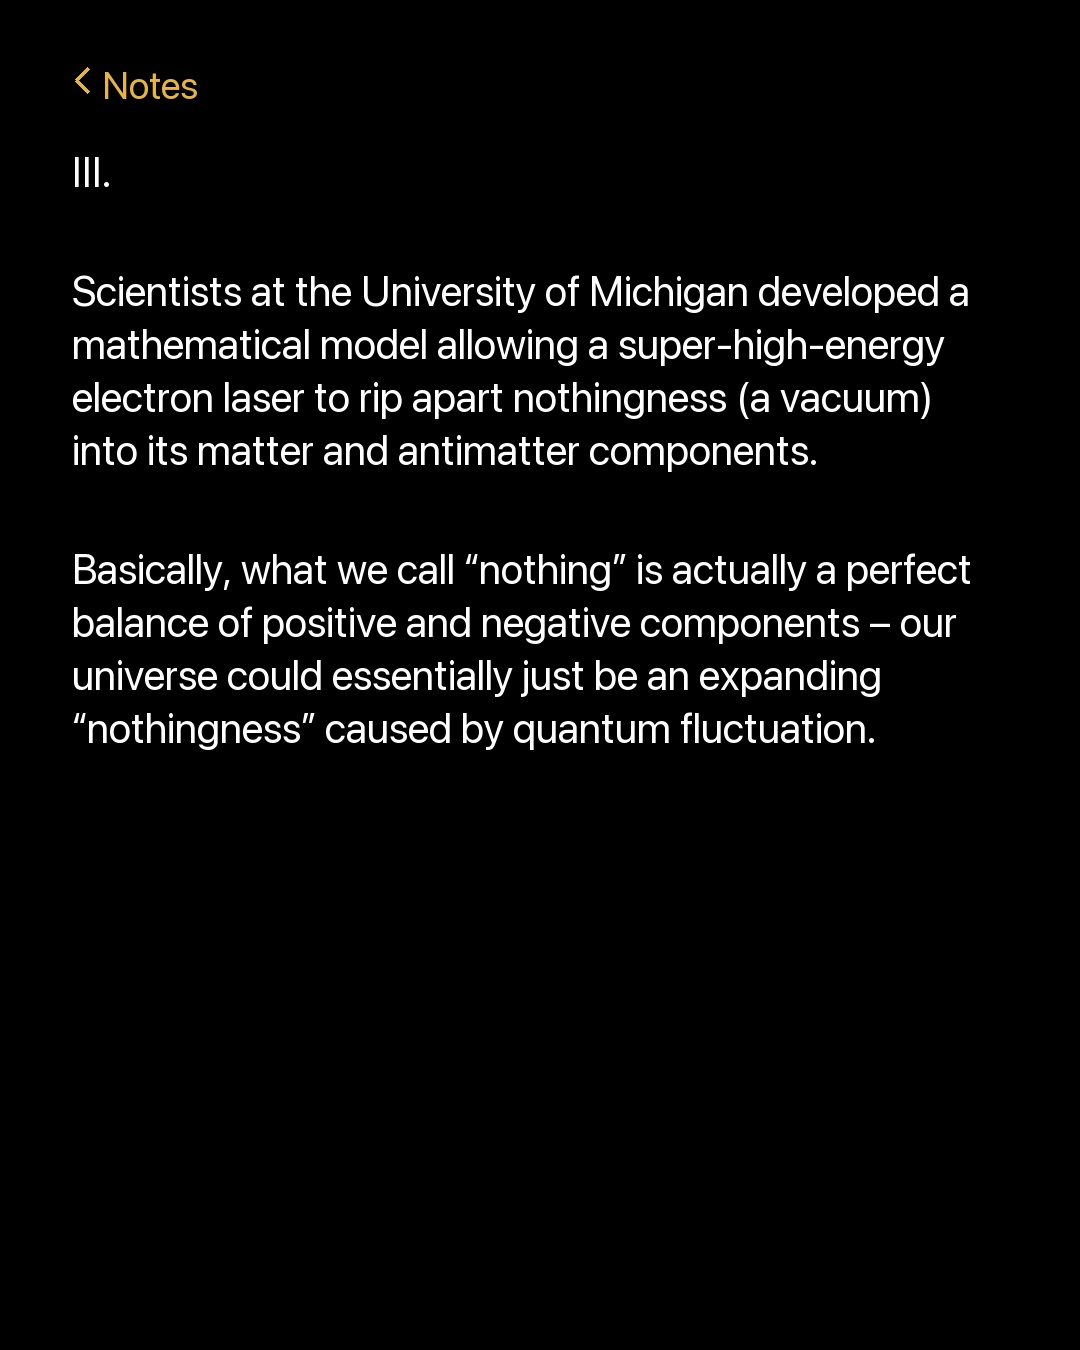 Notes
III.
Scientists at the University of Michigan developed a
mathematical model allowing a super-high-energy
electron laser to rip apart nothingness (a vacuum)
into its matter and antimatter components.
Basically, what we call “nothing” is actually a perfect
balance of positive and negative components – our
universe could essentially just be an expanding
“nothingness” caused by quantum fluctuation.